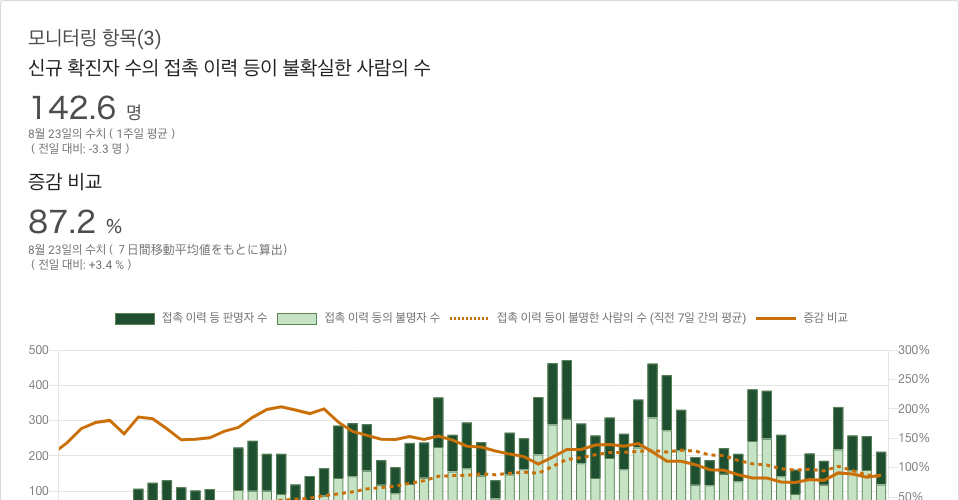 모니터링 항목(3)
신규 확진자 수의 접촉 이력 등이 불확실한 사람의 수
142.6 명
8월 23일의 수치 ( 1주일 평균 )
( 전일 대비: -3.3 명 )
증감 비교
87.2 %
8월 23일의 수치 ( ７日間移動平均値をもとに算出)
( 전일 대비: +3.4 % )
접촉 이력 등 판명자 수 접촉 이력 등의 불명자 수 접촉 이력 등이 불명한 사람의 수 (직전 7일 간의 평균) 증감 비교
500 300%
250%
400
200%
300
150%
200
100%
100
50%